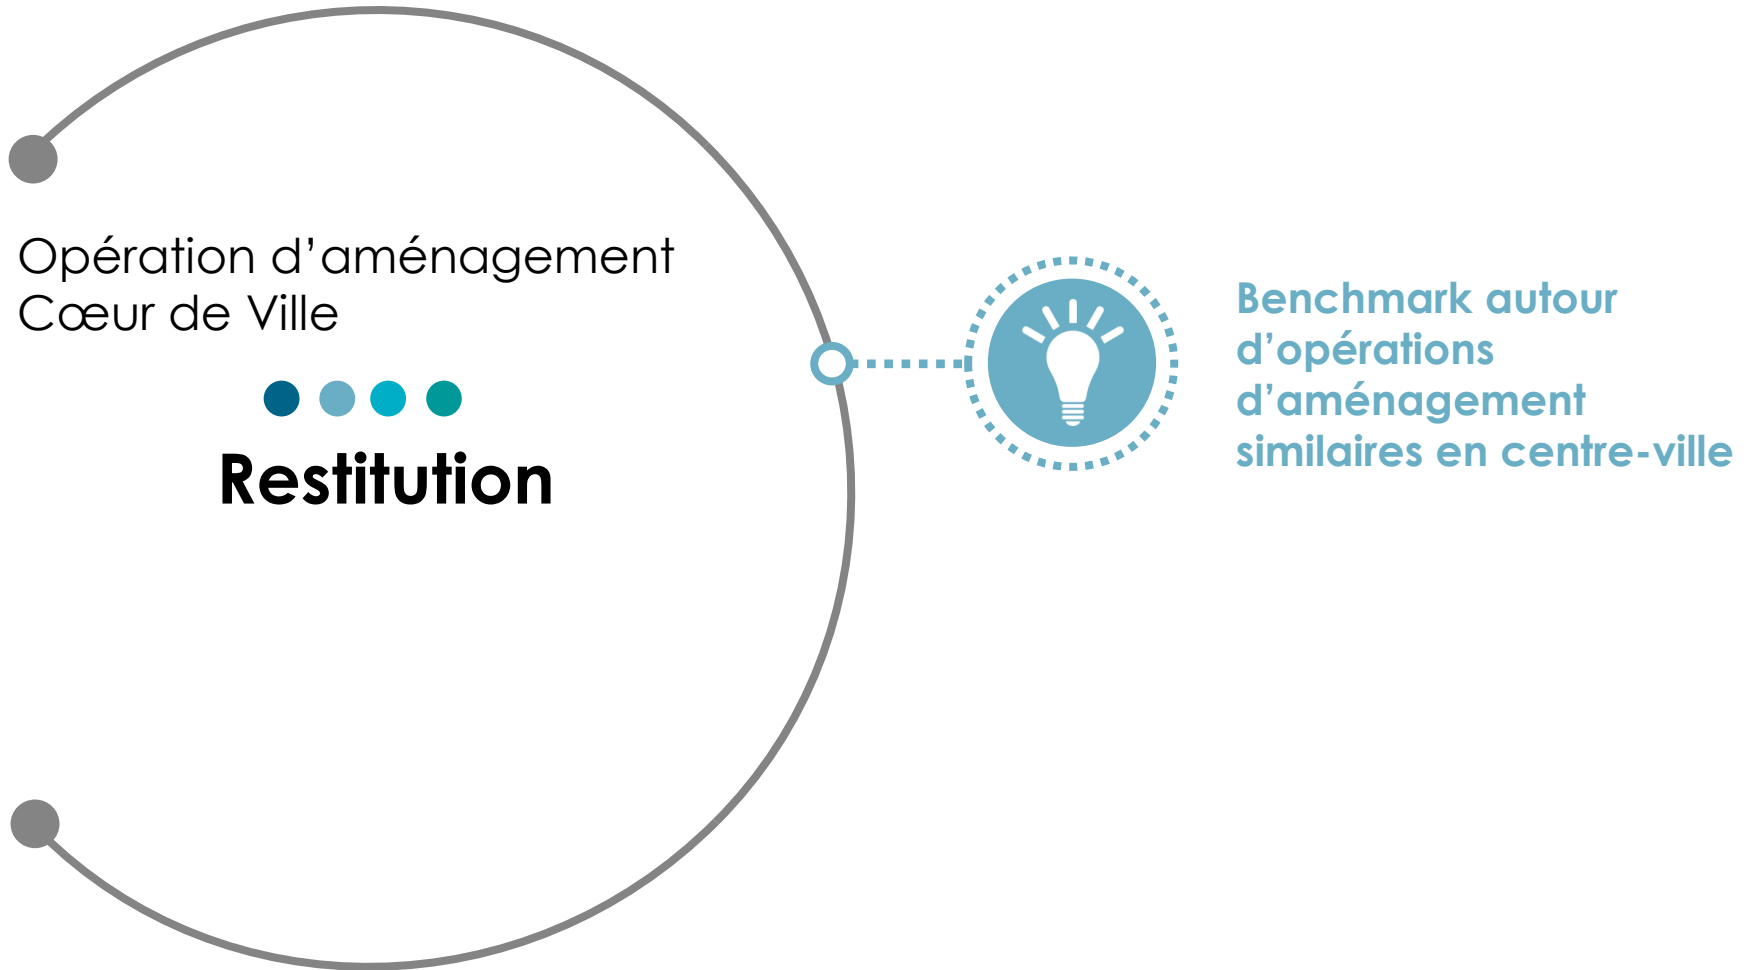 Opération d’aménagement
Cœur de Ville
Restitution
Benchmark autour
d’opérations
d’aménagement
similaires en centre-ville